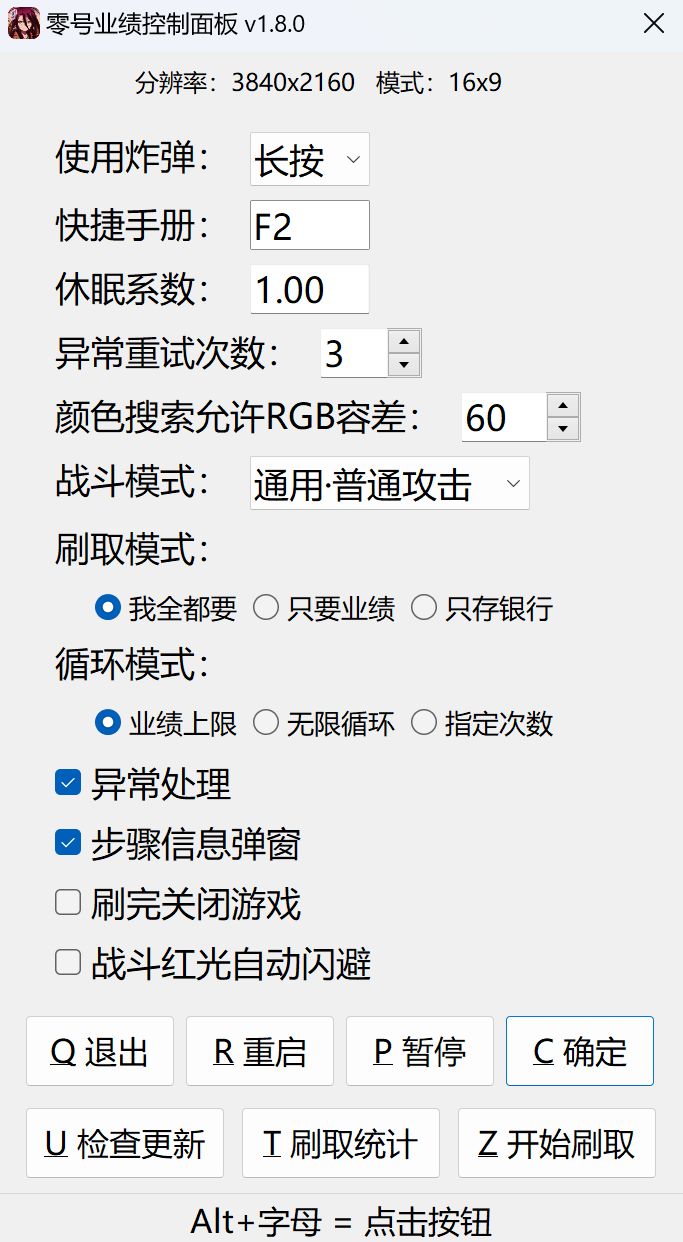 零号业绩控制面板 v1.8.0
分辨率：3840x2160 模式：16x9
使用炸弹： 长按
快捷手册： F2
休眠系数： 1.00
异常重试次数： 3
颜色搜索允许RGB容差： 60
战斗模式： 通用·普通攻击
刷取模式：
我全都要 只要业绩 只存银行
循环模式：
业绩上限 无限循环 指定次数
异常处理
步骤信息弹窗
刷完关闭游戏
战斗红光自动闪避
Q 退出 R 重启 P 暂停 C 确定
U 检查更新 T 刷取统计 Z 开始刷取
Alt+字母 = 点击按钮